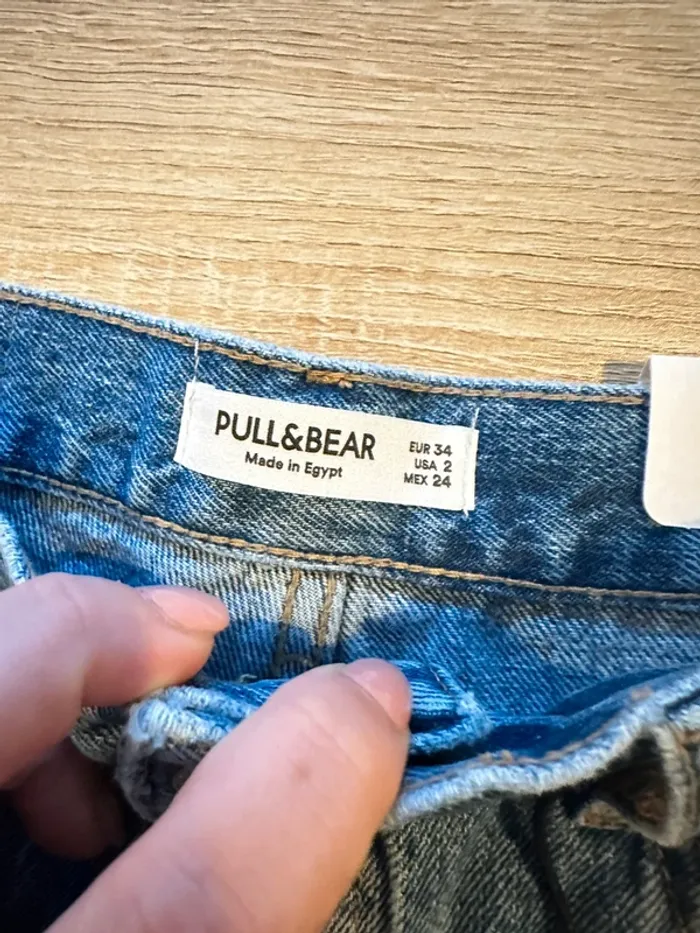 PULL&BEAR
Made in Egypt
EUR 34
USA 2
MEX 24